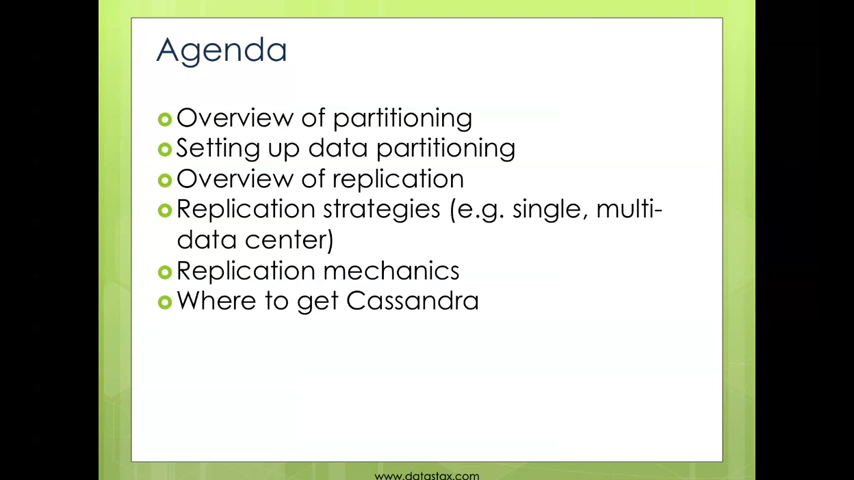 Agenda
Overview of partitioning
Setting up data partitioning
Overview of replication
Replication strategies (e.g. single, multi-
data center)
Replication mechanics
Where to get Cassandra
www.datastax.com